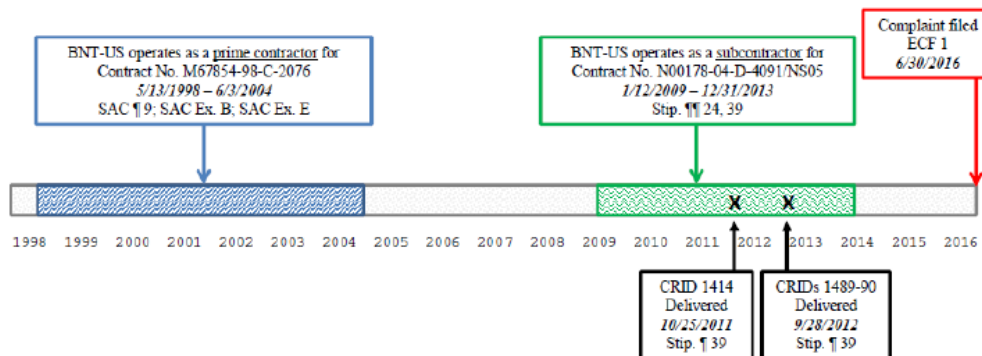 BNT-US operates as a prime contractor for
Contract No. M67854-98-C-2076
5/13/1998 – 6/3/2004
SAC ¶ 9; SAC Ex. B; SAC Ex. E
BNT-US operates as a subcontractor for
Contract No. N00178-04-D-4091/NS05
1/12/2009 – 12/31/2013
Stip. ¶¶ 24, 39
Complaint filed
ECF 1
6/30/2016
X X
1998 1999 2000 2001 2002 2003 2004 2005 2006 2007 2008 2009 2010 2011 2012 2013 2014 2015 2016
CRID 1414
Delivered
10/25/2011
Stip. ¶ 39
CRIDs 1489-90
Delivered
9/28/2012
Stip. ¶ 39